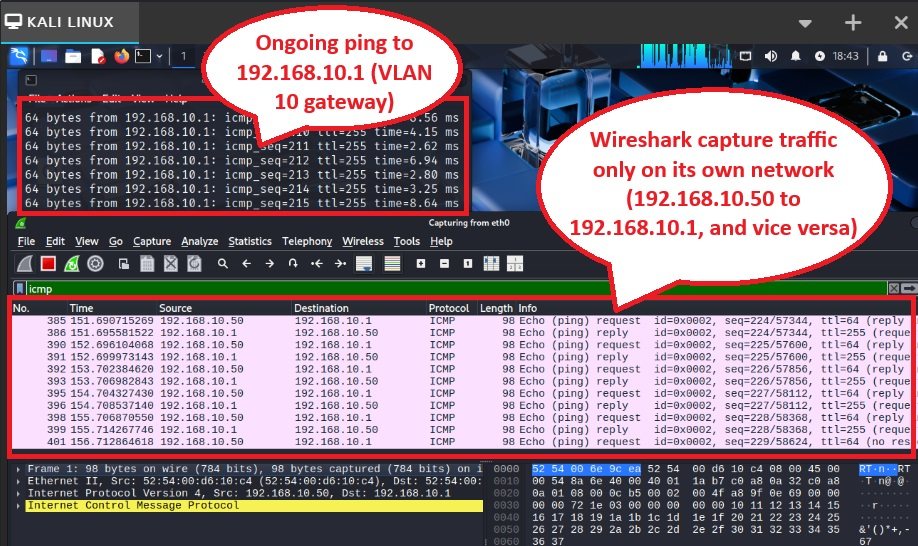 KALI LINUX
1
18:43
Ongoing ping to
192.168.10.1 (VLAN
10 gateway)
64 bytes from 192.168.10.1: icmp_
64 bytes from 192.168.10.1: icmp_seq=211 ttl=255 time=2.62 ms
64 bytes from 192.168.10.1: icmp_seq=212 ttl=255 time=6.94 ms
64 bytes from 192.168.10.1: icmp_seq=213 ttl=255 time=2.80 ms
64 bytes from 192.168.10.1: icmp_seq=214 ttl=255 time=3.25 ms
64 bytes from 192.168.10.1: icmp_seq=215 ttl=255 time=8.64 ms
Wireshark capture traffic
only on its own network
(192.168.10.50 to
192.168.10.1, and vice versa)
Capturing from eth0
File Edit View Go Capture Analyze Statistics Telephony Wireless Tools Help
icmp
No. Time Source Destination Protocol Length Info
385 151.690715269 192.168.10.50 192.168.10.1 ICMP 98 Echo (ping) request id=0x0002, seq=224/57344, ttl=64 (reply
386 151.695581522 192.168.10.1 192.168.10.50 ICMP 98 Echo (ping) reply id=0x0002, seq=224/57344, ttl=255 (reque
390 152.696104068 192.168.10.50 192.168.10.1 ICMP 98 Echo (ping) request id=0x0002, seq=225/57600, ttl=64 (reply
391 152.699973143 192.168.10.1 192.168.10.50 ICMP 98 Echo (ping) reply id=0x0002, seq=225/57600, ttl=255 (reque
392 153.702384620 192.168.10.50 192.168.10.1 ICMP 98 Echo (ping) request id=0x0002, seq=226/57856, ttl=64 (reply
393 153.706982843 192.168.10.1 192.168.10.50 ICMP 98 Echo (ping) reply id=0x0002, seq=226/57856, ttl=255 (reque
395 154.704327430 192.168.10.50 192.168.10.1 ICMP 98 Echo (ping) request id=0x0002, seq=227/58112, ttl=64 (reply
396 154.708537140 192.168.10.1 192.168.10.50 ICMP 98 Echo (ping) reply id=0x0002, seq=227/58112, ttl=255 (reque
398 155.706870550 192.168.10.50 192.168.10.1 ICMP 98 Echo (ping) request id=0x0002, seq=228/58368, ttl=64 (reply
399 155.714267746 192.168.10.1 192.168.10.50 ICMP 98 Echo (ping) reply id=0x0002, seq=228/58368, ttl=255 (reque
401 156.712864618 192.168.10.50 192.168.10.1 ICMP 98 Echo (ping) request id=0x0002, seq=229/58624, ttl=64 (no res
Frame 1: 98 bytes on wire (784 bits), 98 bytes captured (784 bits) on i
Ethernet II, Src: 52:54:00:d6:10:c4 (52:54:00:d6:10:c4), Dst: 52:54:00:
Internet Protocol Version 4, Src: 192.168.10.50, Dst: 192.168.10.1
Internet Control Message Protocol
0000 52 54 00 6e 9c ea 52 54 00 d6 10 c4 08 00 45 00 RT·n··RT
0010 00 54 8a 6e 40 00 40 01 1a b7 c0 a8 0a 32 c0 a8 ·T·n@·@·
0020 0a 01 08 00 0c b5 00 02 00 4f a8 9f 0e 69 00 00 ········
0030 00 00 72 1e 03 00 00 00 00 00 10 11 12 13 14 15 ··r·····
0040 16 17 18 19 1a 1b 1c 1d 1e 1f 20 21 22 23 24 25 ········
0050 26 27 28 29 2a 2b 2c 2d 2e 2f 30 31 32 33 34 35 &'()*+,-
0060 36 37 67